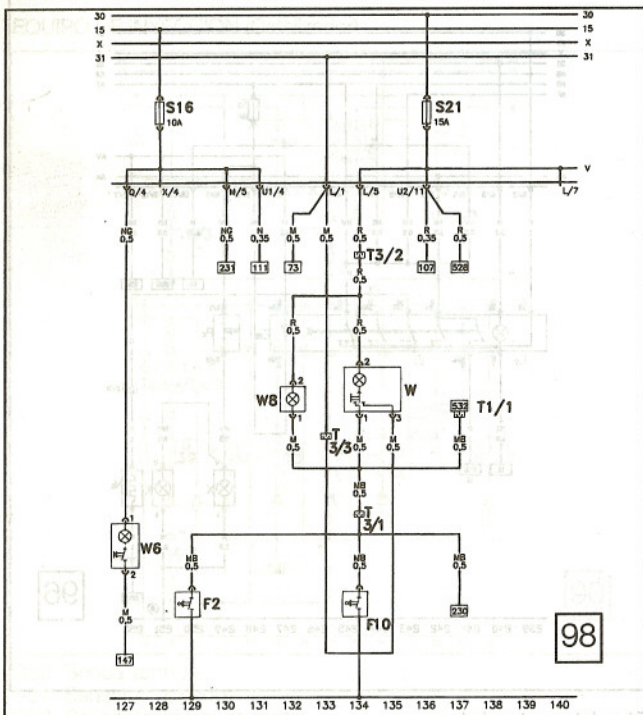 30 30
15 15
X X
31 31
S16
10A
S21
15A
V
Q/4 X/4 N/5 U1/4 L/1 L/5 U2/11 L/7
NC 0,5
NC 0,5
N 0,35
M 0,5
M 0,5
R 0,5
R 0,35
R 0,5
T3/2
231 111 73 107 528
R 0,5
R 0,5
R 0,5
2
2
W8
W
1
1 3
532 T1/1
T 3/3
M 0,5
M 0,5
M 0,5
MB 0,5
MB 0,5
T 3/1
1
W6
2
MB 0,5
MB 0,5
MB 0,5
F2
F10
230
M 0,5
147
98
127 128 129 130 131 132 133 134 135 136 137 138 139 140